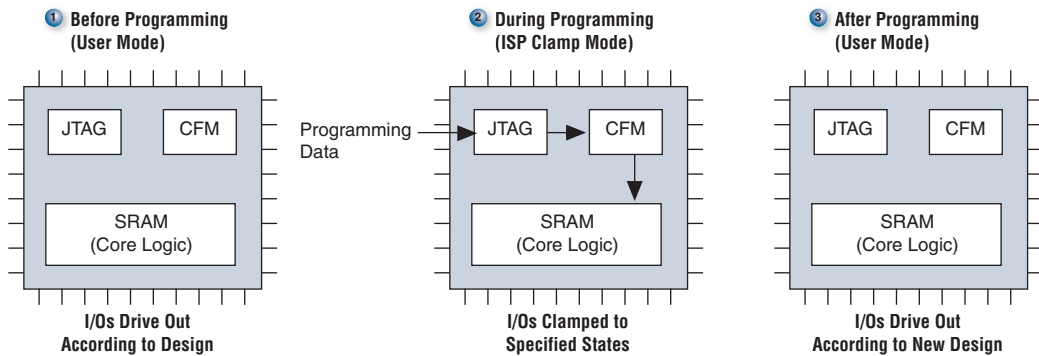 1 Before Programming
(User Mode)
JTAG
CFM
SRAM
(Core Logic)
I/Os Drive Out
According to Design
2 During Programming
(ISP Clamp Mode)
Programming
Data
JTAG
CFM
SRAM
(Core Logic)
I/Os Clamped to
Specified States
3 After Programming
(User Mode)
JTAG
CFM
SRAM
(Core Logic)
I/Os Drive Out
According to New Design